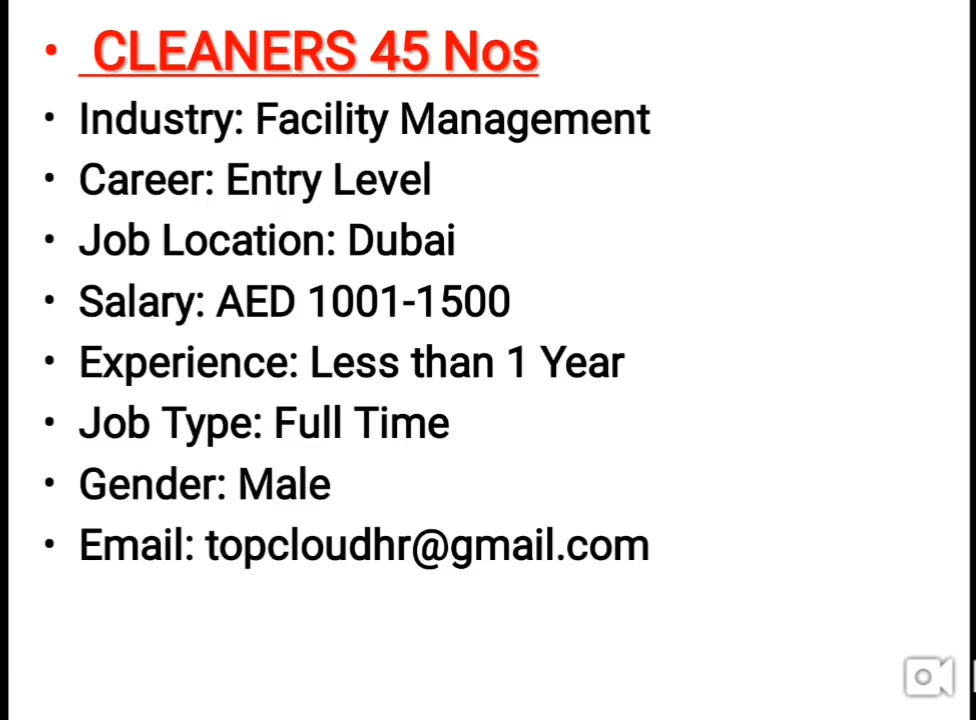 • CLEANERS 45 Nos
• Industry: Facility Management
• Career: Entry Level
• Job Location: Dubai
• Salary: AED 1001-1500
• Experience: Less than 1 Year
• Job Type: Full Time
• Gender: Male
• Email: topcloudhr@gmail.com